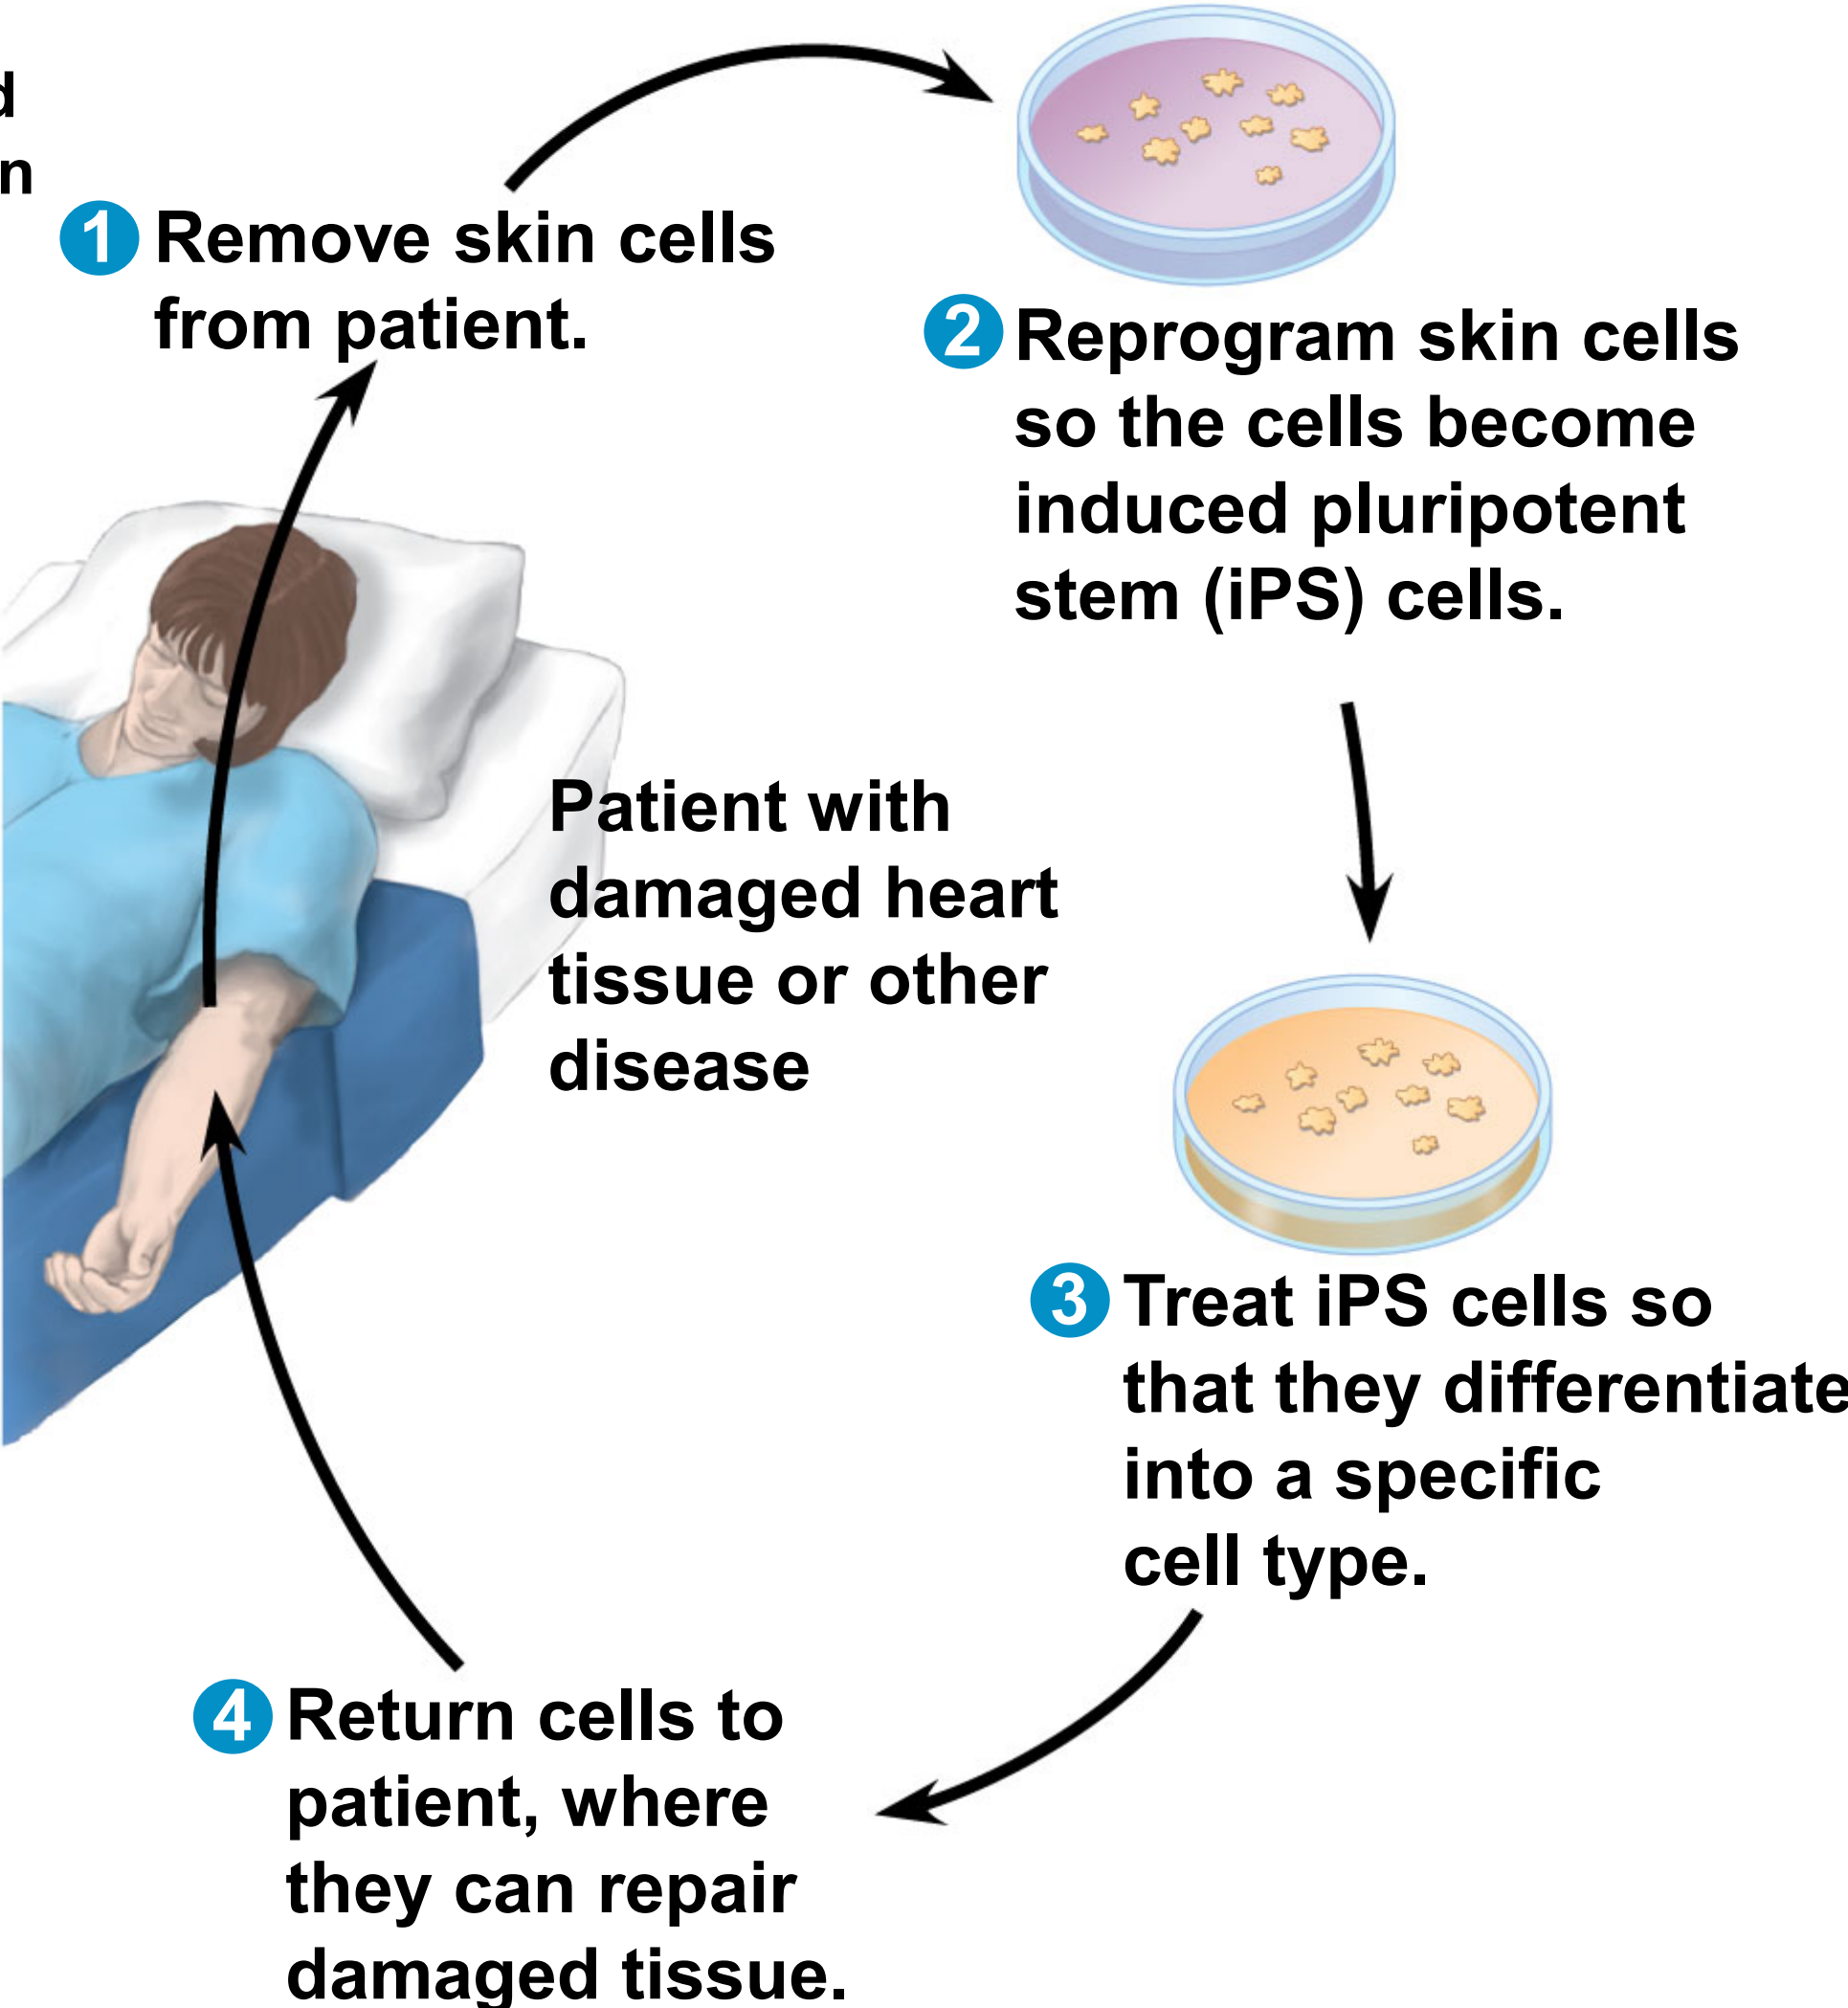 d
n
1 Remove skin cells
from patient.
2 Reprogram skin cells
so the cells become
induced pluripotent
stem (iPS) cells.
Patient with
damaged heart
tissue or other
disease
3 Treat iPS cells so
that they differentiate
into a specific
cell type.
4 Return cells to
patient, where
they can repair
damaged tissue.